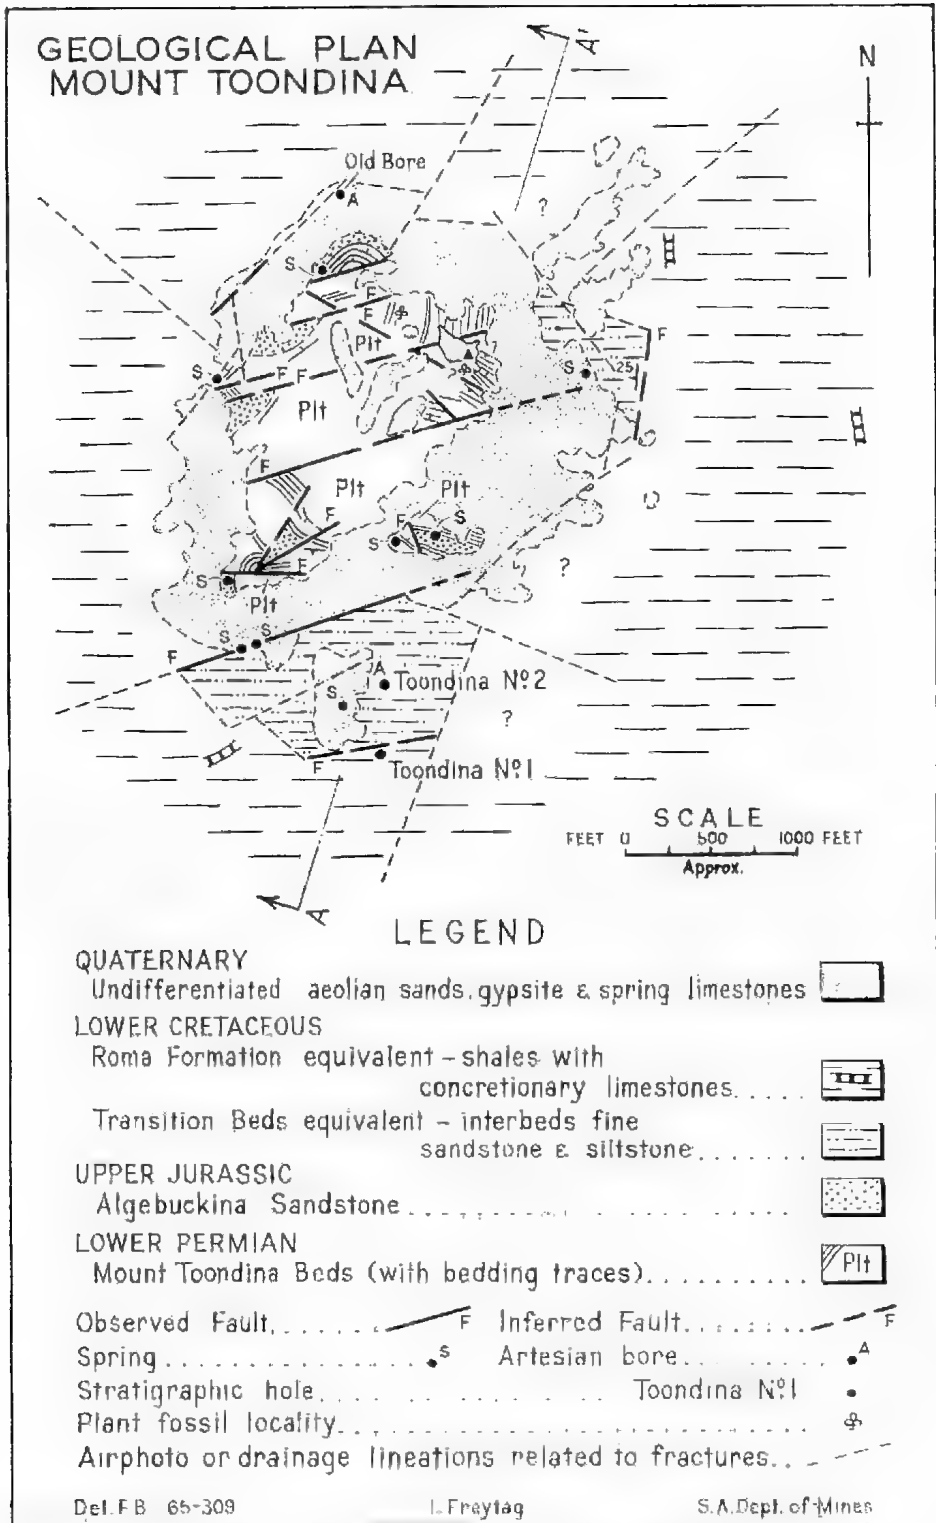 GEOLOGICAL PLAN
MOUNT TOONDINA
A'
N
Old Bore
A
?
S
F
F
F
Plt
?
?
S
F
F
S
25
F
Plt
?
F
Plt
Plt
F
F
S
S
S
F
?
Plt
S
S
F
A
Toondina Nº2
S
?
F
Toondina Nº1
SCALE
FEET 0 500 1000 FEET
Approx.
A
LEGEND
QUATERNARY
Undifferentiated aeolian sands, gypsite & spring limestones
LOWER CRETACEOUS
Roma Formation equivalent - shales with
concretionary limestones.....
Transition Beds equivalent - interbeds fine
sandstone & siltstone.......
UPPER JURASSIC
Algebuckina Sandstone.................
LOWER PERMIAN
Mount Toondina Beds (with bedding traces).......... Plt
Observed Fault........ F Inferred Fault........ F
Spring................ S Artesian bore.......... A
Stratigraphic hole............... Toondina Nº1
Plant fossil locality........................
Airphoto or drainage lineations related to fractures..
Del. F B 65-309 I. Freytag S.A. Dept. of Mines